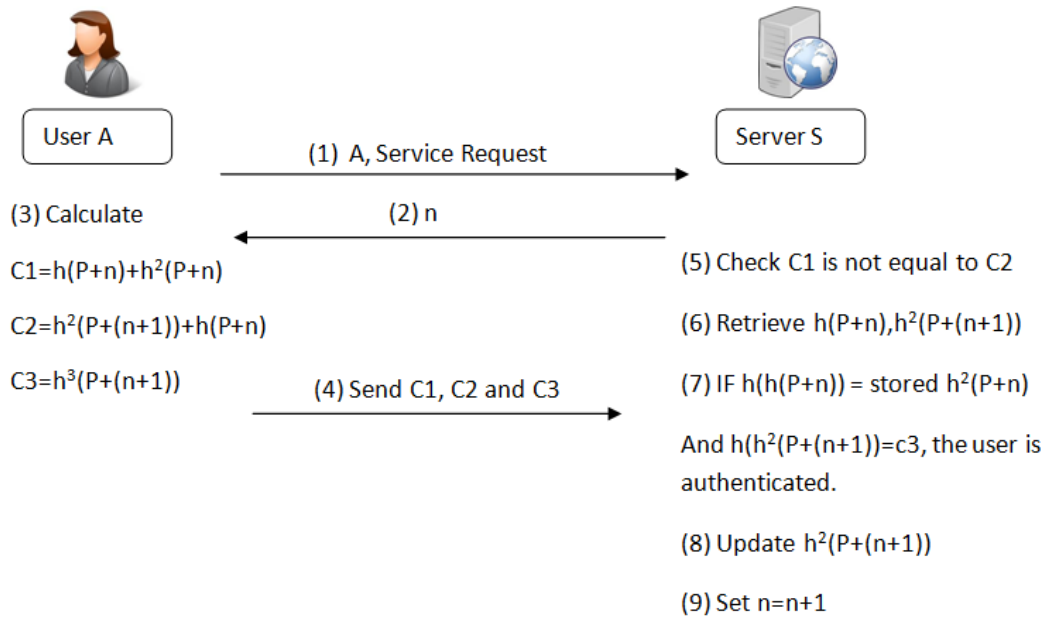 User A
Server S
(1) A, Service Request
(2) n
(3) Calculate
C1=h(P+n)+h²(P+n)
C2=h²(P+(n+1))+h(P+n)
C3=h³(P+(n+1))
(4) Send C1, C2 and C3
(5) Check C1 is not equal to C2
(6) Retrieve h(P+n),h²(P+(n+1))
(7) IF h(h(P+n)) = stored h²(P+n)
And h(h²(P+(n+1))=c3, the user is
authenticated.
(8) Update h²(P+(n+1))
(9) Set n=n+1